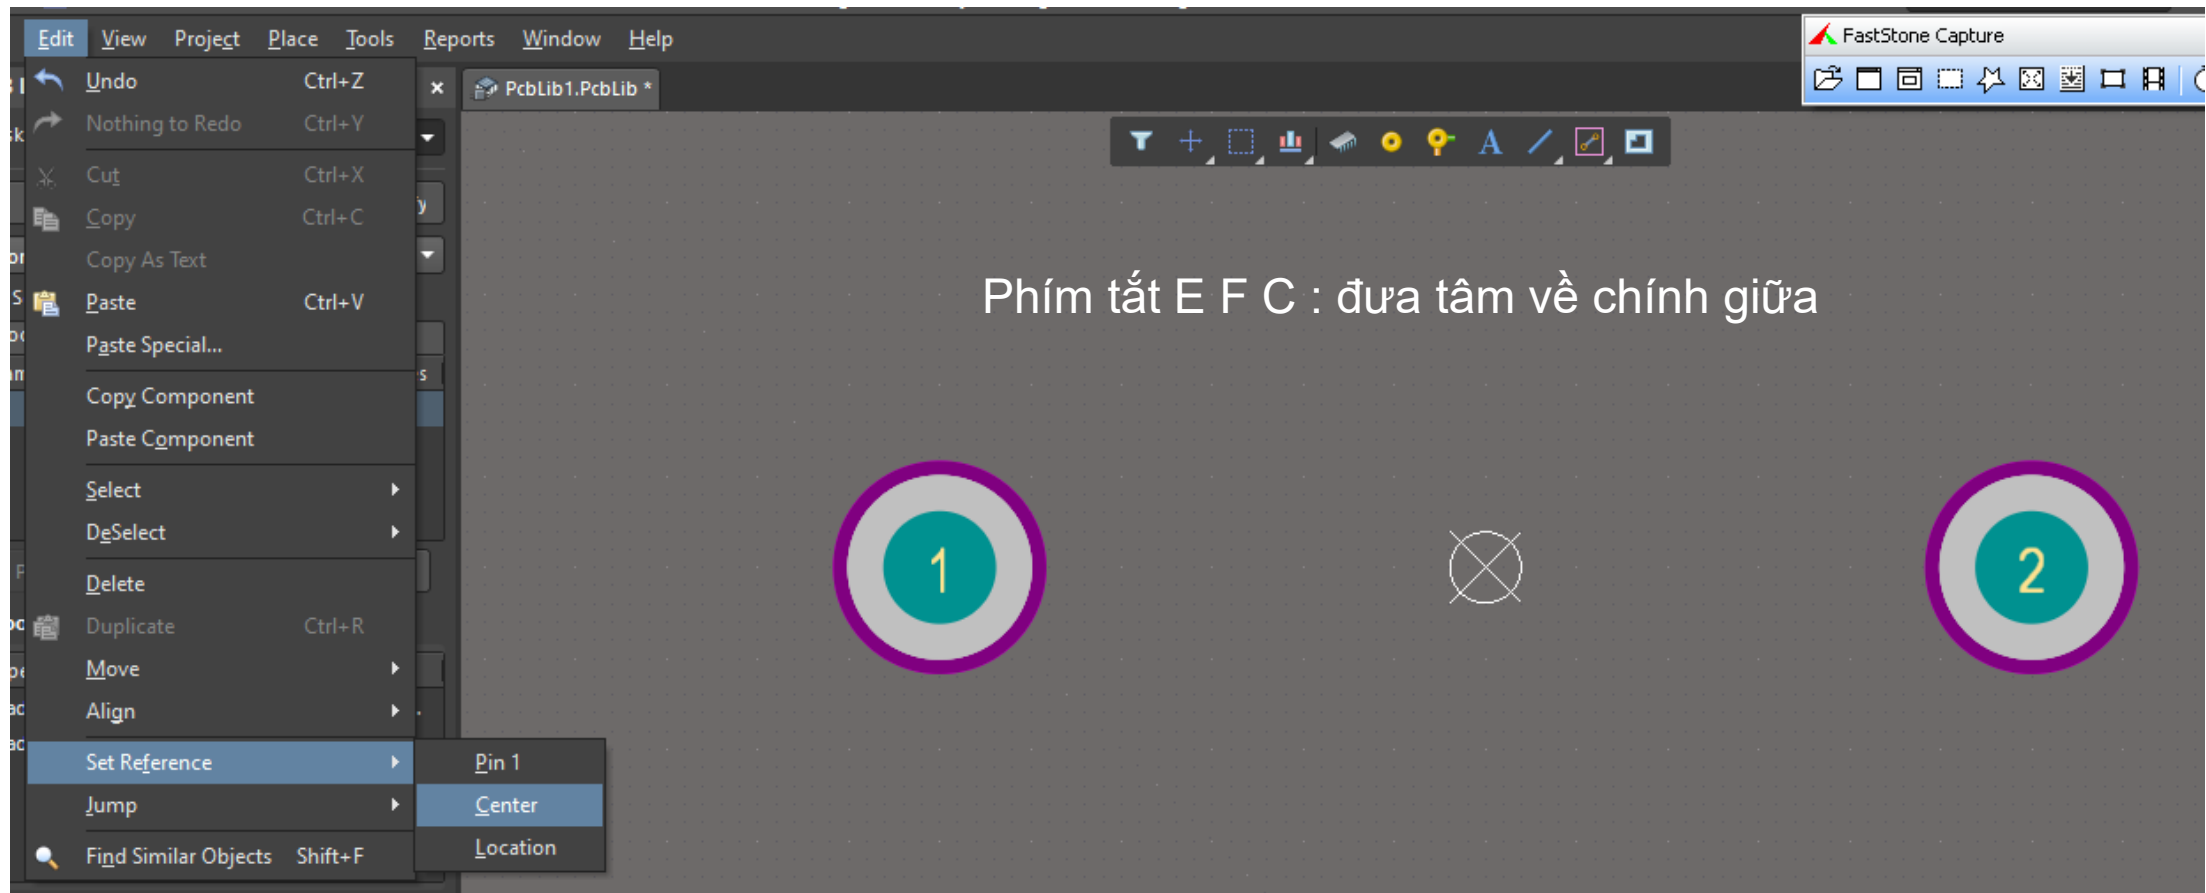 Edit View Project Place Tools Reports Window Help
FastStone Capture
PcbLib1.PcbLib *
Undo Ctrl+Z
Nothing to Redo Ctrl+Y
Cut Ctrl+X
Copy Ctrl+C
Copy As Text
Paste Ctrl+V
Paste Special...
Copy Component
Paste Component
Select
DeSelect
Delete
Duplicate Ctrl+R
Move
Align
Set Reference
Jump
Find Similar Objects Shift+F
Pin 1
Center
Location
A
Phím tắt E F C : đưa tâm về chính giữa
1
2